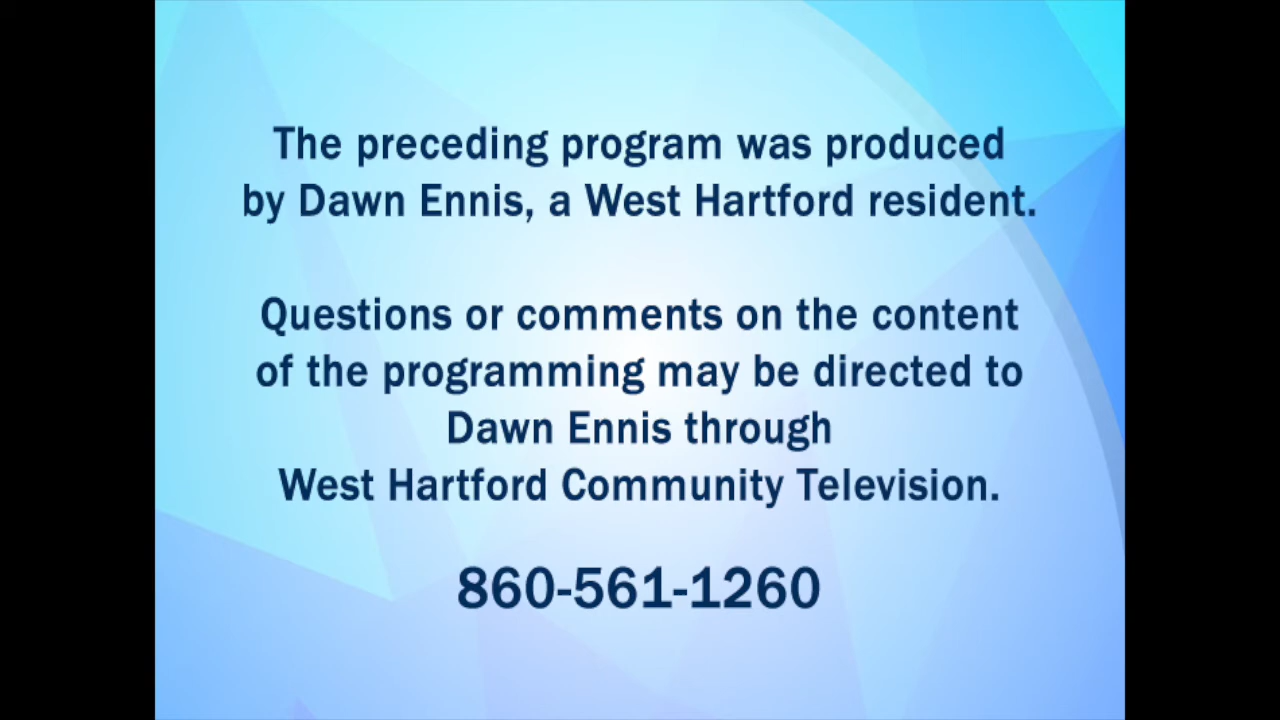 The preceding program was produced
by Dawn Ennis, a West Hartford resident.
Questions or comments on the content
of the programming may be directed to
Dawn Ennis through
West Hartford Community Television.
860-561-1260